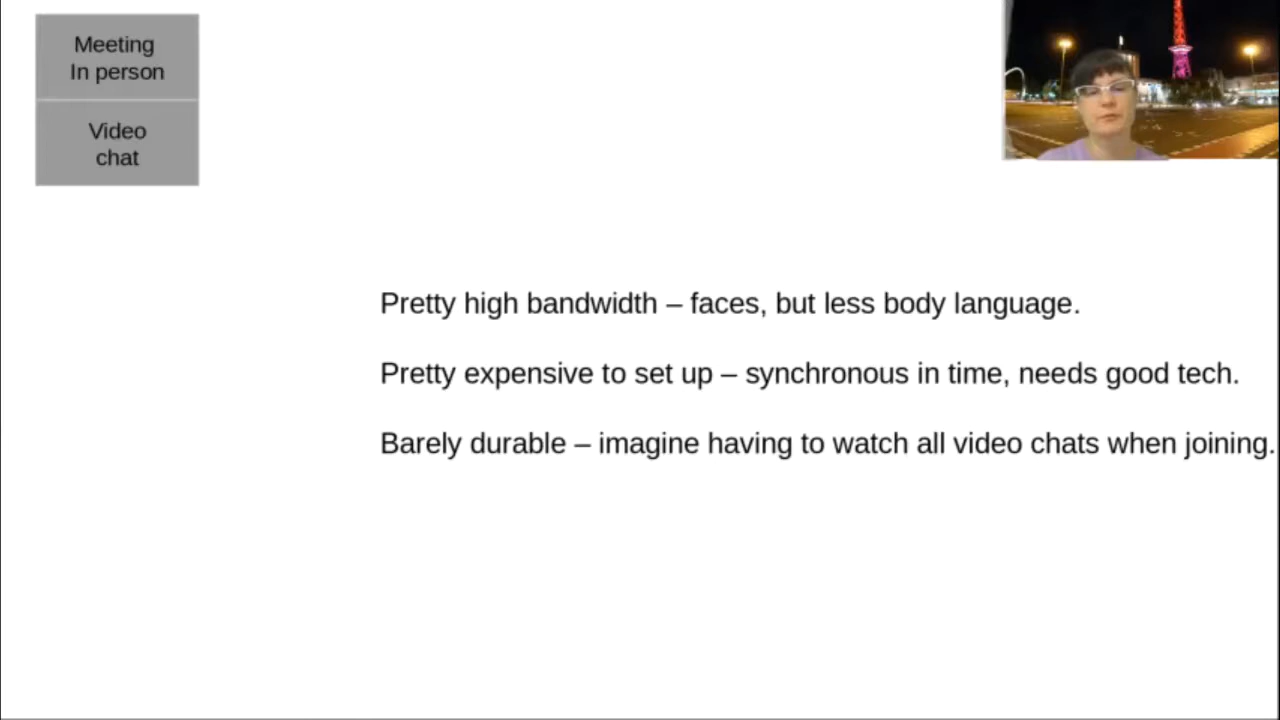 Meeting
In person
Video
chat
Pretty high bandwidth – faces, but less body language.
Pretty expensive to set up – synchronous in time, needs good tech.
Barely durable – imagine having to watch all video chats when joining.